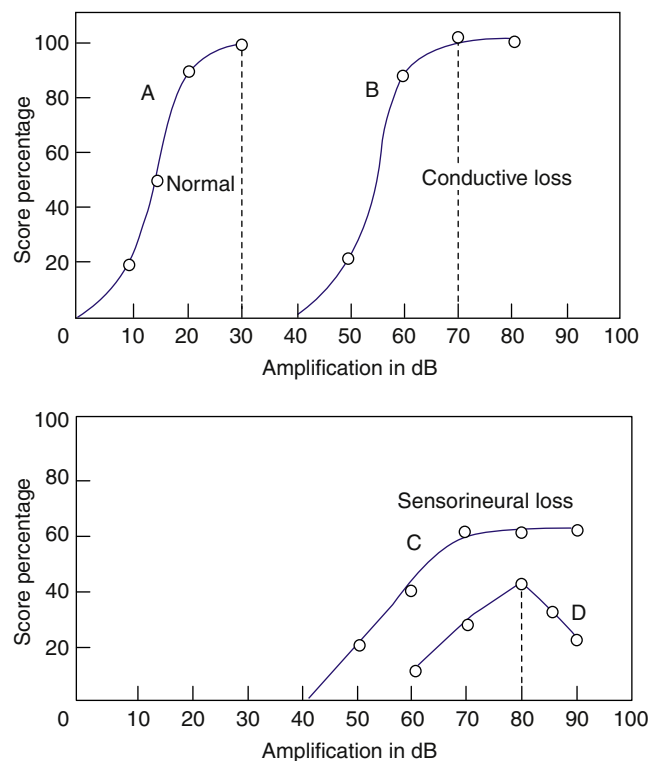 100
80
60
40
20
0
Score percentage
A
Normal
B
Conductive loss
10 20 30 40 50 60 70 80 90 100
Amplification in dB
100
80
60
40
20
0
Score percentage
Sensorineural loss
C
D
10 20 30 40 50 60 70 80 90 100
Amplification in dB